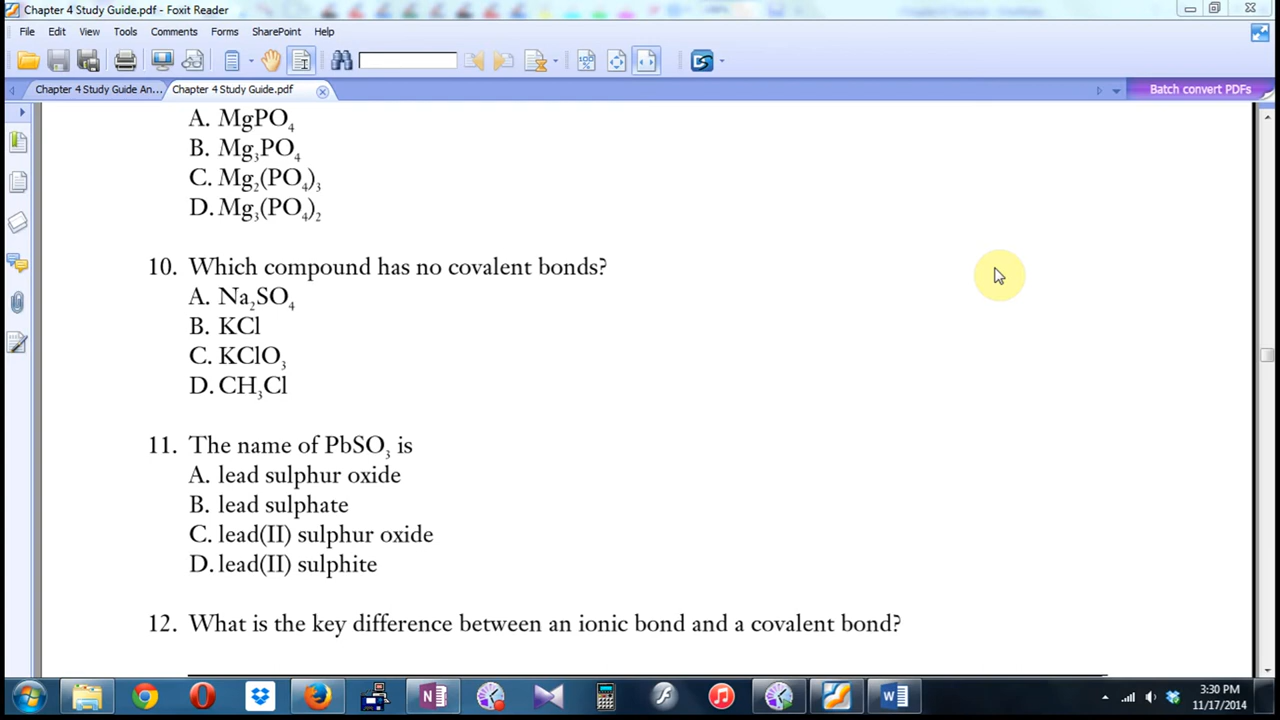 Chapter 4 Study Guide.pdf - Foxit Reader
File Edit View Tools Comments Forms SharePoint Help
Chapter 4 Study Guide An... Chapter 4 Study Guide.pdf Batch convert PDFs
A. MgPO₄
B. Mg₃PO₄
C. Mg₂(PO₄)₃
D. Mg₃(PO₄)₂
10. Which compound has no covalent bonds?
A. Na₂SO₄
B. KCl
C. KClO₃
D. CH₃Cl
11. The name of PbSO₃ is
A. lead sulphur oxide
B. lead sulphate
C. lead(II) sulphur oxide
D. lead(II) sulphite
12. What is the key difference between an ionic bond and a covalent bond?
3:30 PM
11/17/2014